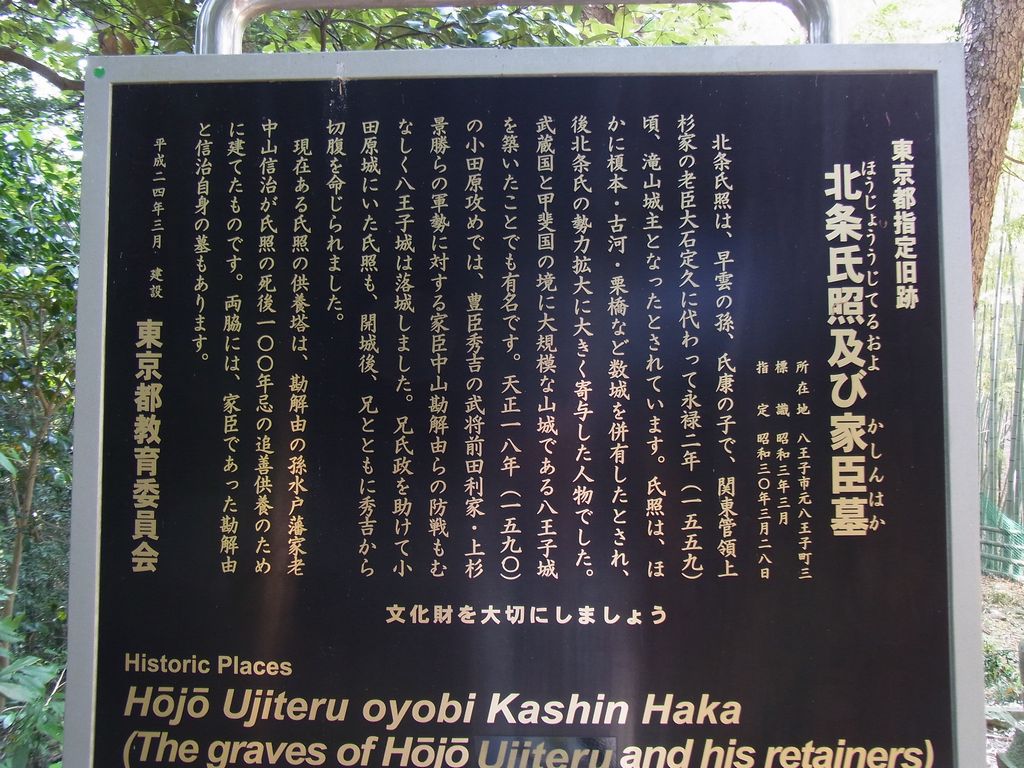 東京都指定旧跡
ほうじょううじてるおよ かしんはか
北条氏照及び家臣墓
所在地 八王子市元八王子町三
標識 昭和三年三月
指定 昭和三〇年三月二八日
北条氏照は、早雲の孫、氏康の子で、関東管領上
杉家の老臣大石定久に代わって永禄二年(一五五九)
頃、滝山城主となったとされています。氏照は、ほ
かに榎本・古河・栗橋など数城を併有したとされ、
後北条氏の勢力拡大に大きく寄与した人物でした。
武蔵国と甲斐国の境に大規模な山城である八王子城
を築いたことでも有名です。天正一八年(一五九〇)
の小田原攻めでは、豊臣秀吉の武将前田利家・上杉
景勝らの軍勢に対する家臣中山勘解由らの防戦もむ
なしく八王子城は落城しました。兄氏政を助けて小
田原城にいた氏照も、開城後、兄とともに秀吉から
切腹を命じられました。
現在ある氏照の供養塔は、勘解由の孫水戸藩家老
中山信治が氏照の死後一〇〇年忌の追善供養のため
に建てたものです。両脇には、家臣であった勘解由
と信治自身の墓もあります。
平成二四年三月 建設
東京都教育委員会
文化財を大切にしましょう
Historic Places
Hōjō Ujiteru oyobi Kashin Haka
(The graves of Hōjō Ujiteru and his retainers)